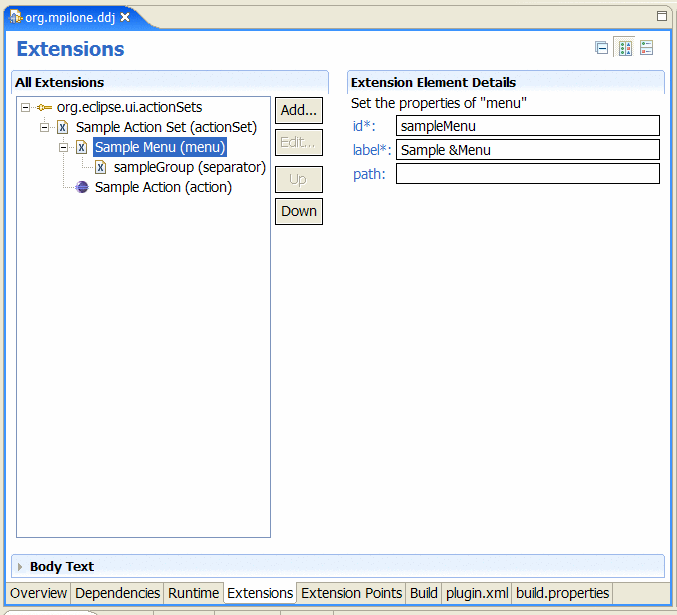 org.mpilone.ddj
Extensions
All Extensions
org.eclipse.ui.actionSets
Sample Action Set (actionSet)
Sample Menu (menu)
sampleGroup (separator)
Sample Action (action)
Add...
Edit...
Up
Down
Extension Element Details
Set the properties of "menu"
id*: sampleMenu
label*: Sample &Menu
path:
Body Text
Overview Dependencies Runtime Extensions Extension Points Build plugin.xml build.properties